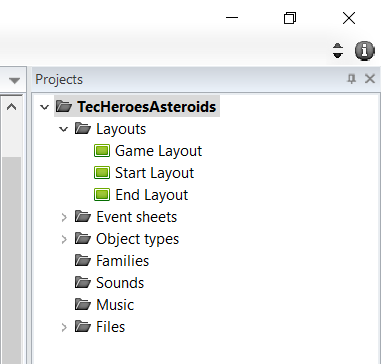 Projects
TecHeroesAsteroids
Layouts
Game Layout
Start Layout
End Layout
Event sheets
Object types
Families
Sounds
Music
Files